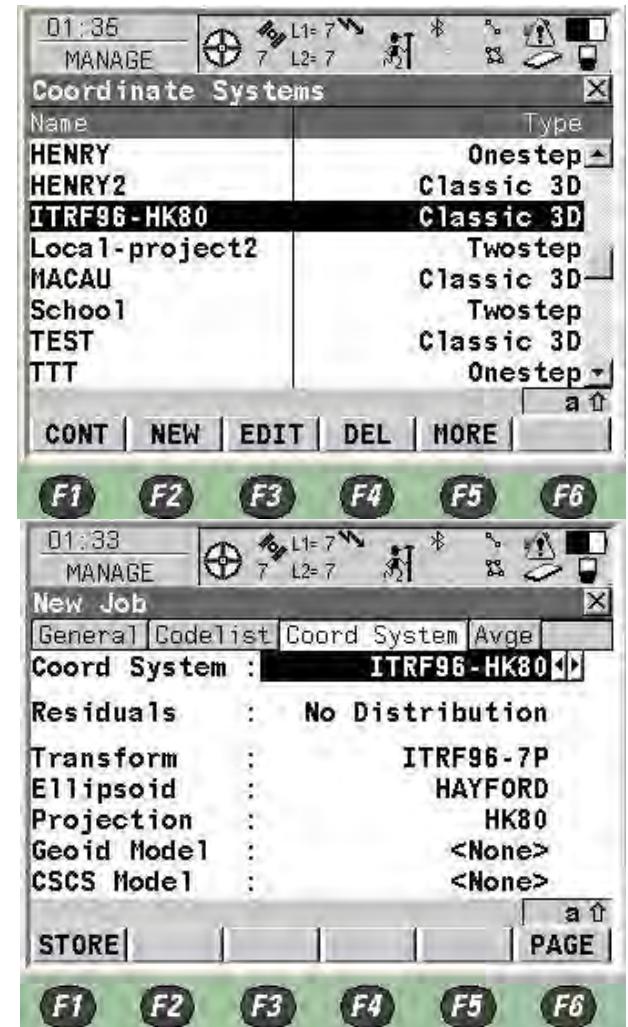 01:35
MANAGE
7
L1= 7
L2= 7
Coordinate Systems
Name Type
HENRY Onestep
HENRY2 Classic 3D
ITRF96-HK80 Classic 3D
Local-project2 Twostep
MACAU Classic 3D
School Twostep
TEST Classic 3D
TTT Onestep
a
CONT NEW EDIT DEL MORE
F1 F2 F3 F4 F5 F6
01:33
MANAGE
7
L1= 7
L2= 7
New Job
General Codelist Coord System Avge
Coord System : ITRF96-HK80
Residuals : No Distribution
Transform : ITRF96-7P
Ellipsoid : HAYFORD
Projection : HK80
Geoid Model : <None>
CSCS Model : <None>
a
STORE PAGE
F1 F2 F3 F4 F5 F6